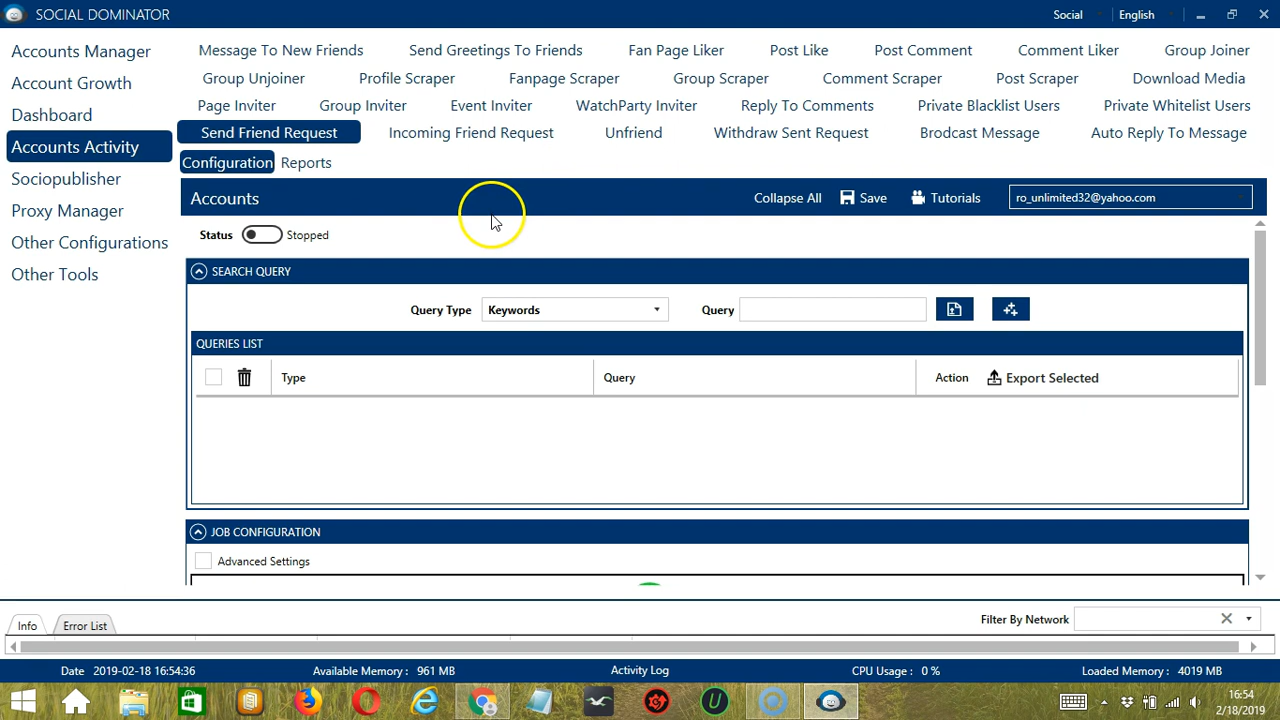 SOCIAL DOMINATOR Social English
Accounts Manager
Account Growth
Dashboard
Accounts Activity
Sociopublisher
Proxy Manager
Other Configurations
Other Tools
Message To New Friends Send Greetings To Friends Fan Page Liker Post Like Post Comment Comment Liker Group Joiner
Group Unjoiner Profile Scraper Fanpage Scraper Group Scraper Comment Scraper Post Scraper Download Media
Page Inviter Group Inviter Event Inviter WatchParty Inviter Reply To Comments Private Blacklist Users Private Whitelist Users
Send Friend Request Incoming Friend Request Unfriend Withdraw Sent Request Brodcast Message Auto Reply To Message
Configuration Reports
Accounts Collapse All Save Tutorials ro_unlimited32@yahoo.com
Status Stopped
SEARCH QUERY
Query Type Keywords Query
QUERIES LIST
Type Query Action Export Selected
JOB CONFIGURATION
Advanced Settings
Info Error List Filter By Network
Date 2019-02-18 16:54:36 Available Memory : 961 MB Activity Log CPU Usage : 0 % Loaded Memory : 4019 MB
16:54
2/18/2019